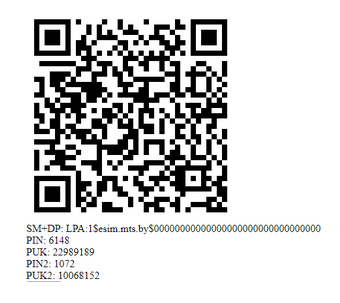 SM+DP: LPA:1$esim.mts.by$00000000000000000000000000000000
PIN: 6148
PUK: 22989189
PIN2: 1072
PUK2: 10068152